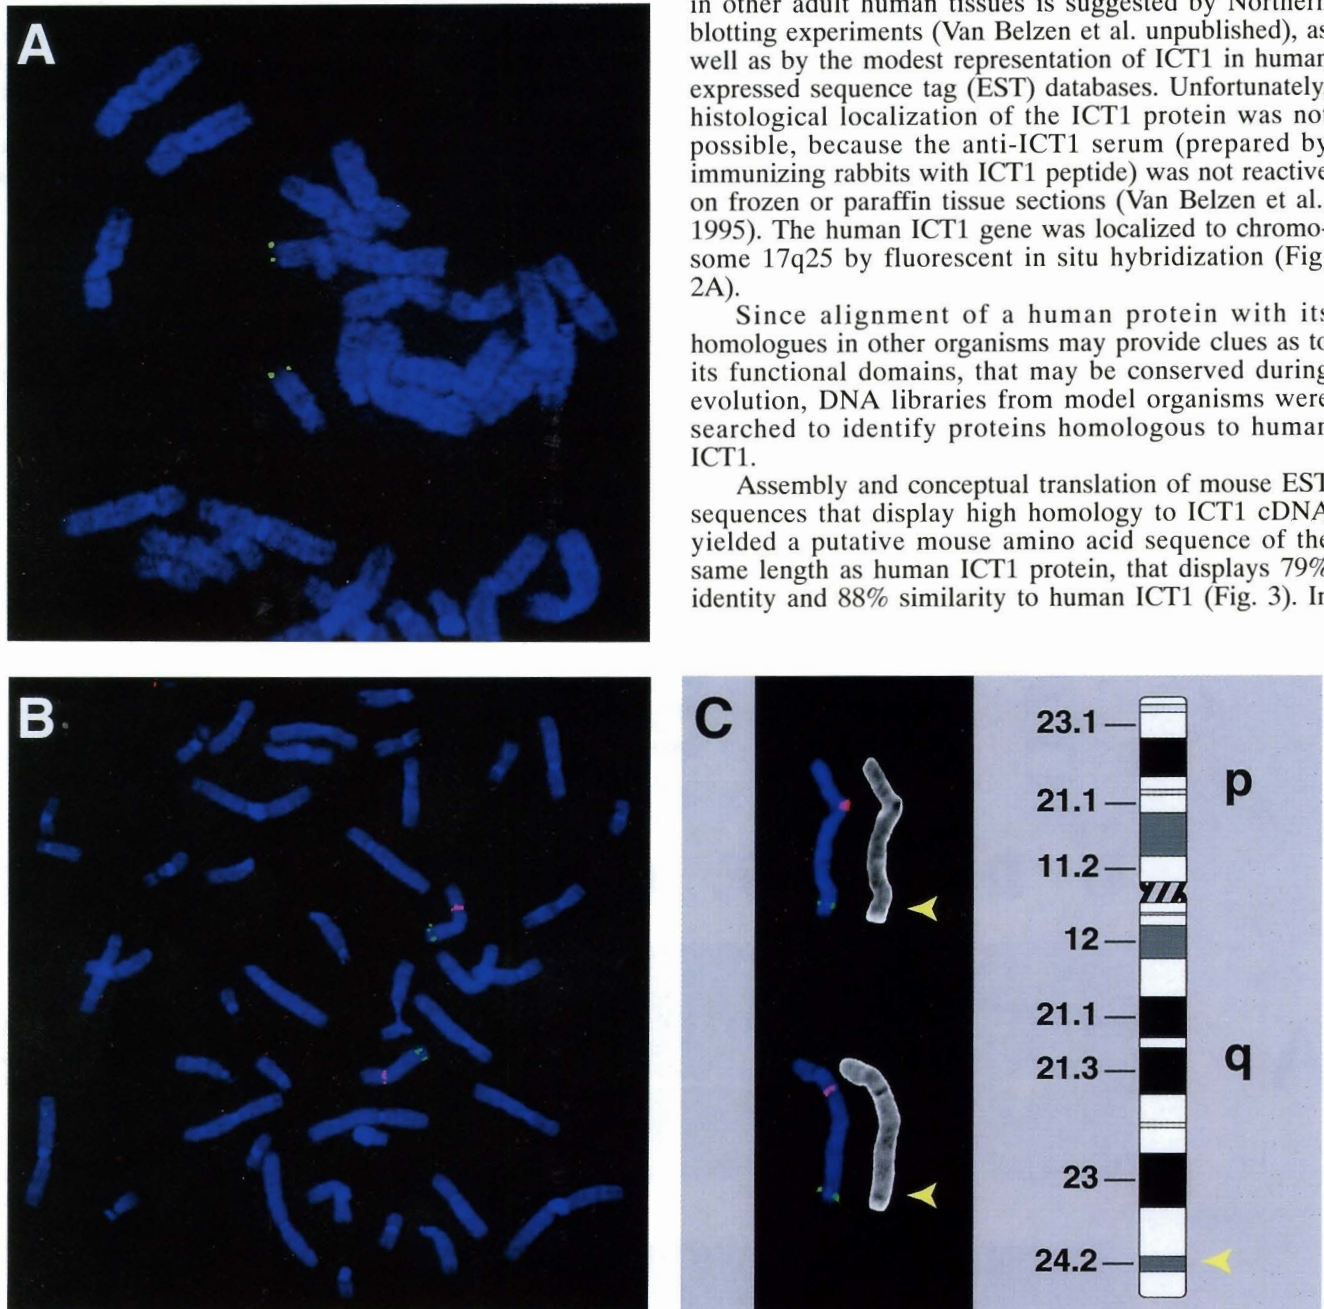 A
in other adult human tissues is suggested by Northern
blotting experiments (Van Belzen et al. unpublished), as
well as by the modest representation of ICT1 in human
expressed sequence tag (EST) databases. Unfortunately
histological localization of the ICT1 protein was not
possible, because the anti-ICT1 serum (prepared by
immunizing rabbits with ICT1 peptide) was not reactive
on frozen or paraffin tissue sections (Van Belzen et al.
1995). The human ICT1 gene was localized to chromo-
some 17q25 by fluorescent in situ hybridization (Fig
2A).
Since alignment of a human protein with its
homologues in other organisms may provide clues as to
its functional domains, that may be conserved during
evolution, DNA libraries from model organisms were
searched to identify proteins homologous to human
ICT1.
Assembly and conceptual translation of mouse EST
sequences that display high homology to ICT1 cDNA
yielded a putative mouse amino acid sequence of the
same length as human ICT1 protein, that displays 79%
identity and 88% similarity to human ICT1 (Fig. 3). In
B
C
23.1
p
21.1
11.2
12
21.1
q
21.3
23
24.2